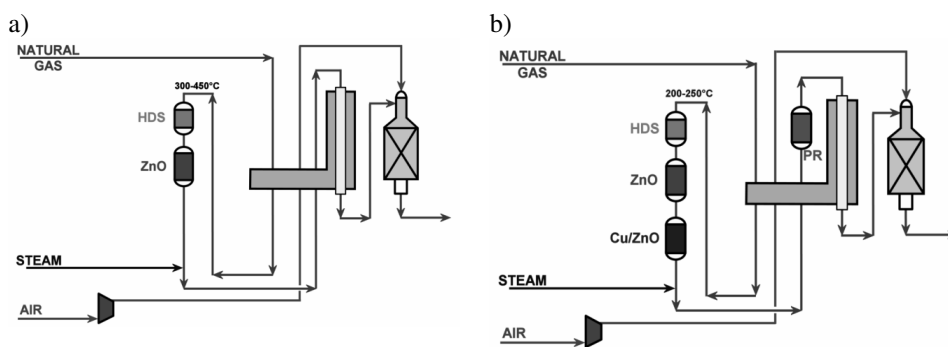 a)
NATURAL
GAS
300-450°C
HDS
ZnO
STEAM
AIR
b)
NATURAL
GAS
200-250°C
HDS
PR
ZnO
Cu/ZnO
STEAM
AIR